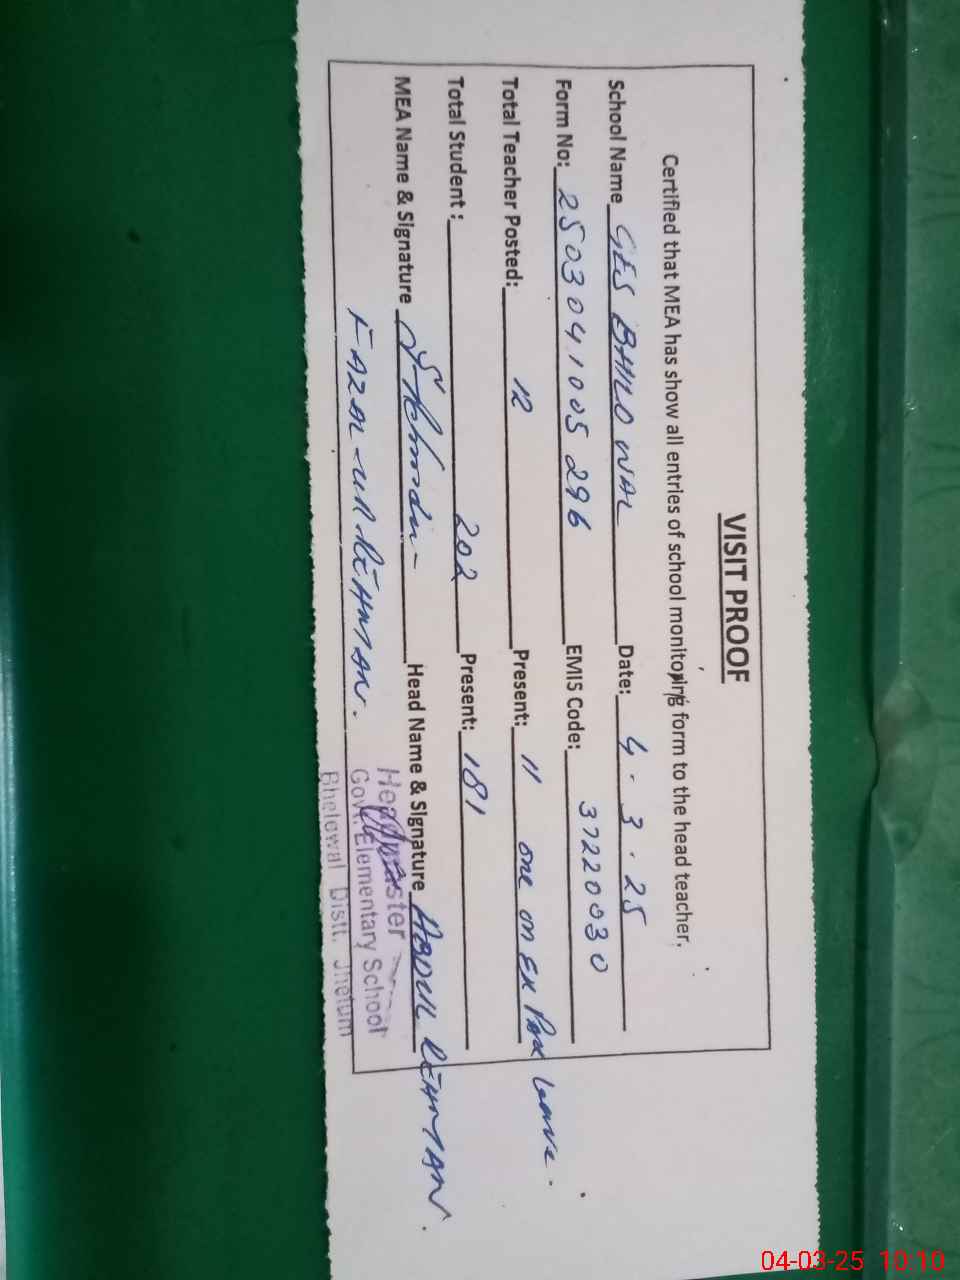 VISIT PROOF
Certified that MEA has show all entries of school monitoring form to the head teacher.
School Name GES BHILO WAL Date: 4.3.25
Form No: 2503041005296 EMIS Code: 37220030
Total Teacher Posted: 12 Present: 11 one on Ex Pak Leave.
Total Student: 202 Present: 181
MEA Name & Signature Head Name & Signature ABDUL REHMAN.
FAZAL-UR-REHMAN.
Headmaster
Govt. Elementary School
Bhelewal Distt. Jhelum
04-03-25 10:10